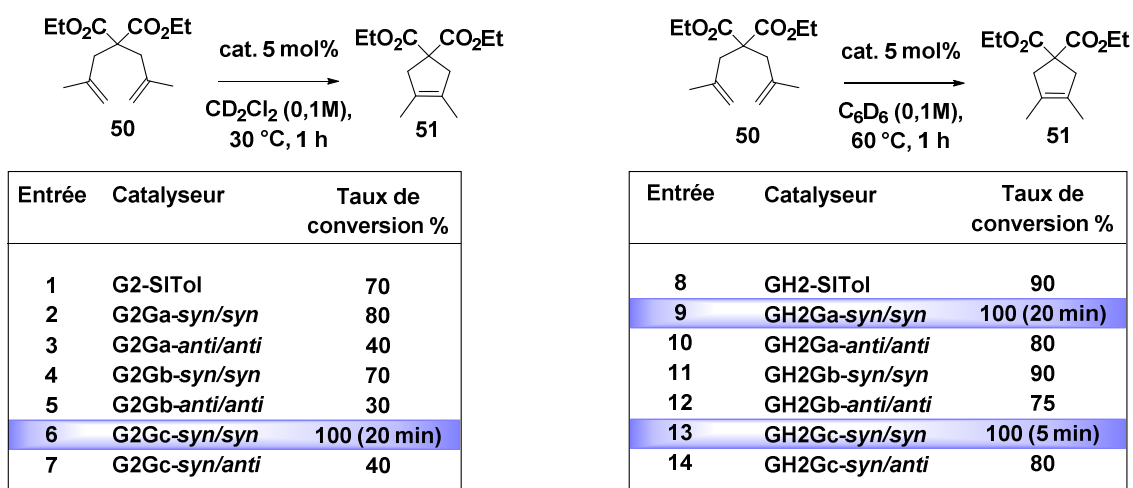 EtO₂C CO₂Et
cat. 5 mol%
EtO₂C CO₂Et
CD₂Cl₂ (0,1M),
30 °C, 1 h
50
51
Entrée Catalyseur Taux de conversion %
1 G2-SITol 70
2 G2Ga-syn/syn 80
3 G2Ga-anti/anti 40
4 G2Gb-syn/syn 70
5 G2Gb-anti/anti 30
6 G2Gc-syn/syn 100 (20 min)
7 G2Gc-syn/anti 40
EtO₂C CO₂Et
cat. 5 mol%
EtO₂C CO₂Et
C₆D₆ (0,1M),
60 °C, 1 h
50
51
Entrée Catalyseur Taux de conversion %
8 GH2-SITol 90
9 GH2Ga-syn/syn 100 (20 min)
10 GH2Ga-anti/anti 80
11 GH2Gb-syn/syn 90
12 GH2Gb-anti/anti 75
13 GH2Gc-syn/syn 100 (5 min)
14 GH2Gc-syn/anti 80